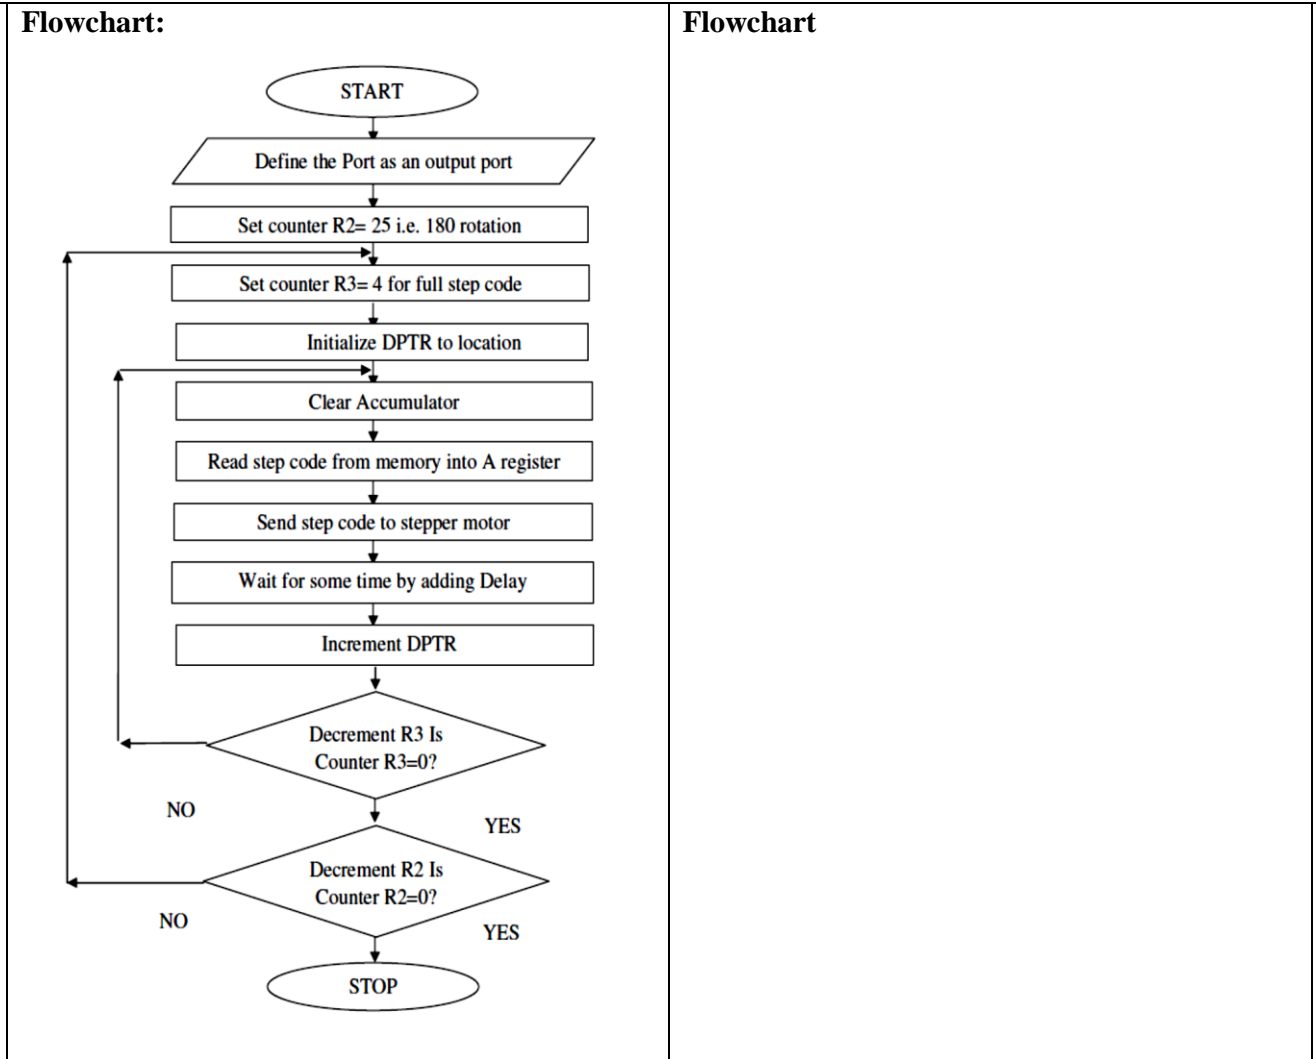 Flowchart:
START
Define the Port as an output port
Set counter R2= 25 i.e. 180 rotation
Set counter R3= 4 for full step code
Initialize DPTR to location
Clear Accumulator
Read step code from memory into A register
Send step code to stepper motor
Wait for some time by adding Delay
Increment DPTR
Decrement R3 Is
Counter R3=0?
NO
YES
Decrement R2 Is
Counter R2=0?
NO
YES
STOP
Flowchart